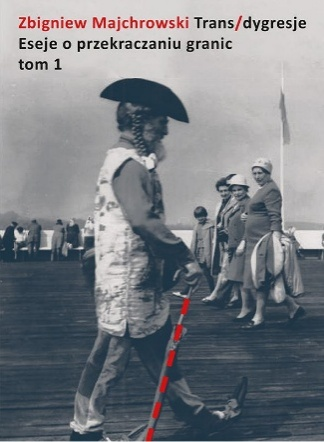 Zbigniew Majchrowski Trans/dygresje
Eseje o przekraczaniu granic
tom 1